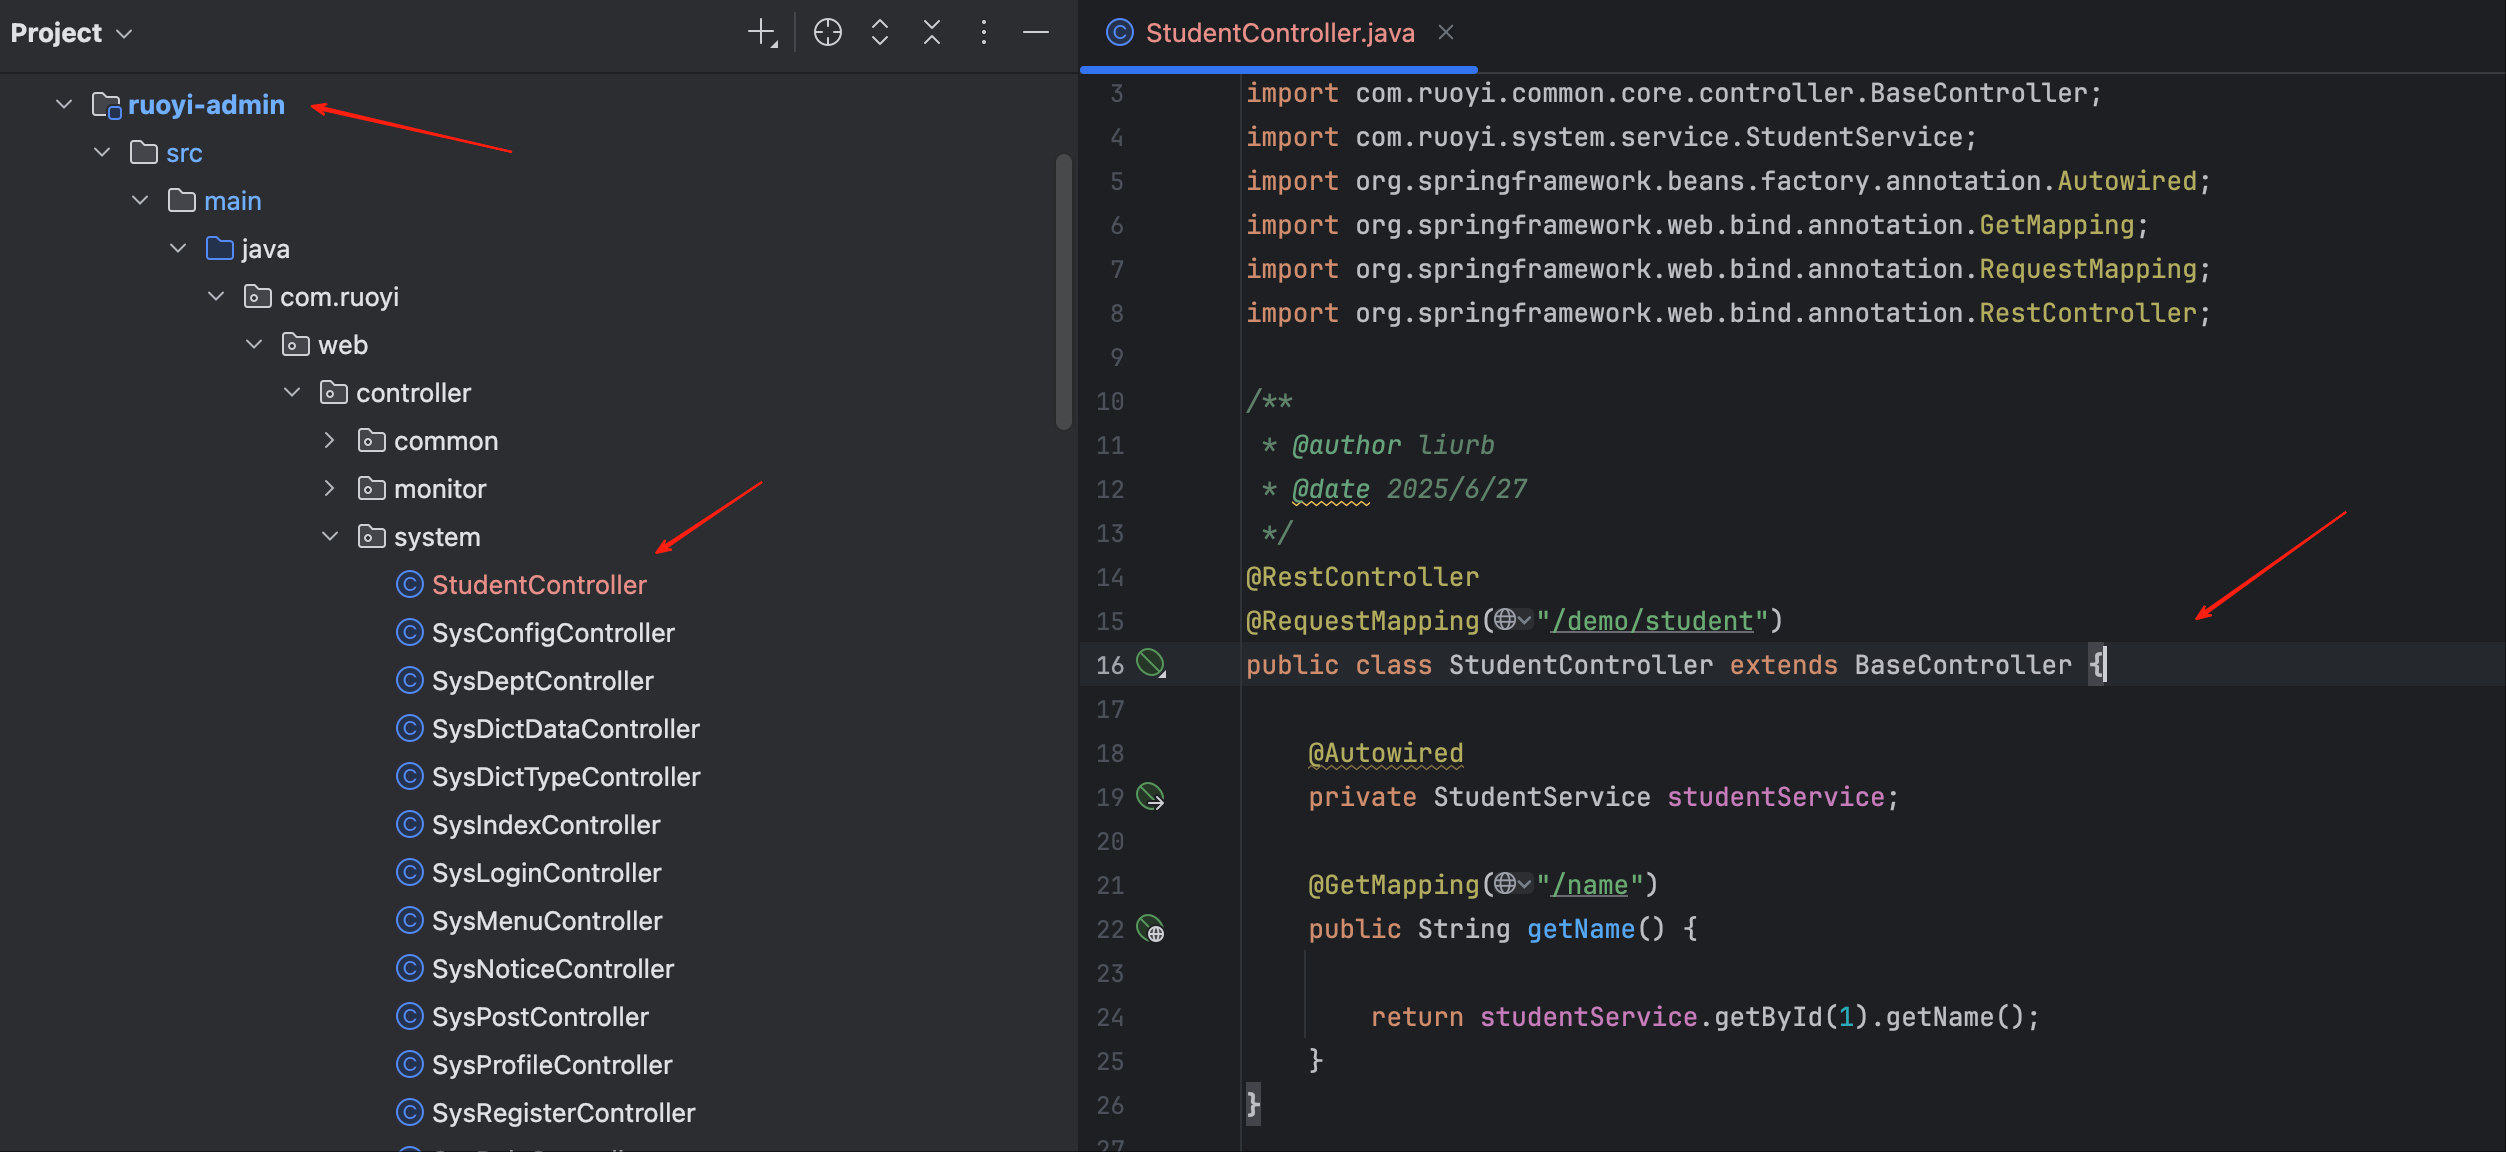 Project
ruoyi-admin
src
main
java
com.ruoyi
web
controller
common
monitor
system
StudentController
SysConfigController
SysDeptController
SysDictDataController
SysDictTypeController
SysIndexController
SysLoginController
SysMenuController
SysNoticeController
SysPostController
SysProfileController
SysRegisterController
StudentController.java
3 import com.ruoyi.common.core.controller.BaseController;
4 import com.ruoyi.system.service.StudentService;
5 import org.springframework.beans.factory.annotation.Autowired;
6 import org.springframework.web.bind.annotation.GetMapping;
7 import org.springframework.web.bind.annotation.RequestMapping;
8 import org.springframework.web.bind.annotation.RestController;
9
10 /**
11 * @author liurb
12 * @date 2025/6/27
13 */
14 @RestController
15 @RequestMapping("/demo/student")
16 public class StudentController extends BaseController {
17
18 @Autowired
19 private StudentService studentService;
20
21 @GetMapping("/name")
22 public String getName() {
23
24 return studentService.getById(1).getName();
25 }
26 }
27